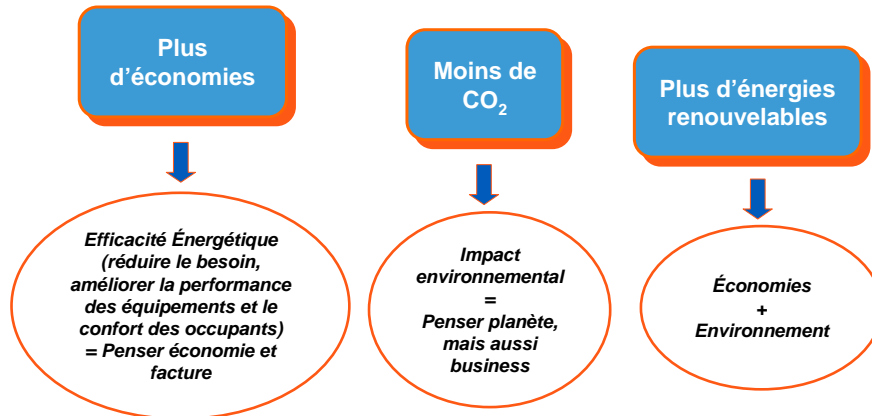 Plus
d'économies
Moins de
CO₂
Plus d'énergies
renouvelables
Efficacité Énergétique
(réduire le besoin,
améliorer la performance
des équipements et le
confort des occupants)
= Penser économie et
facture
Impact
environnemental
=
Penser planète,
mais aussi
business
Économies
+
Environnement